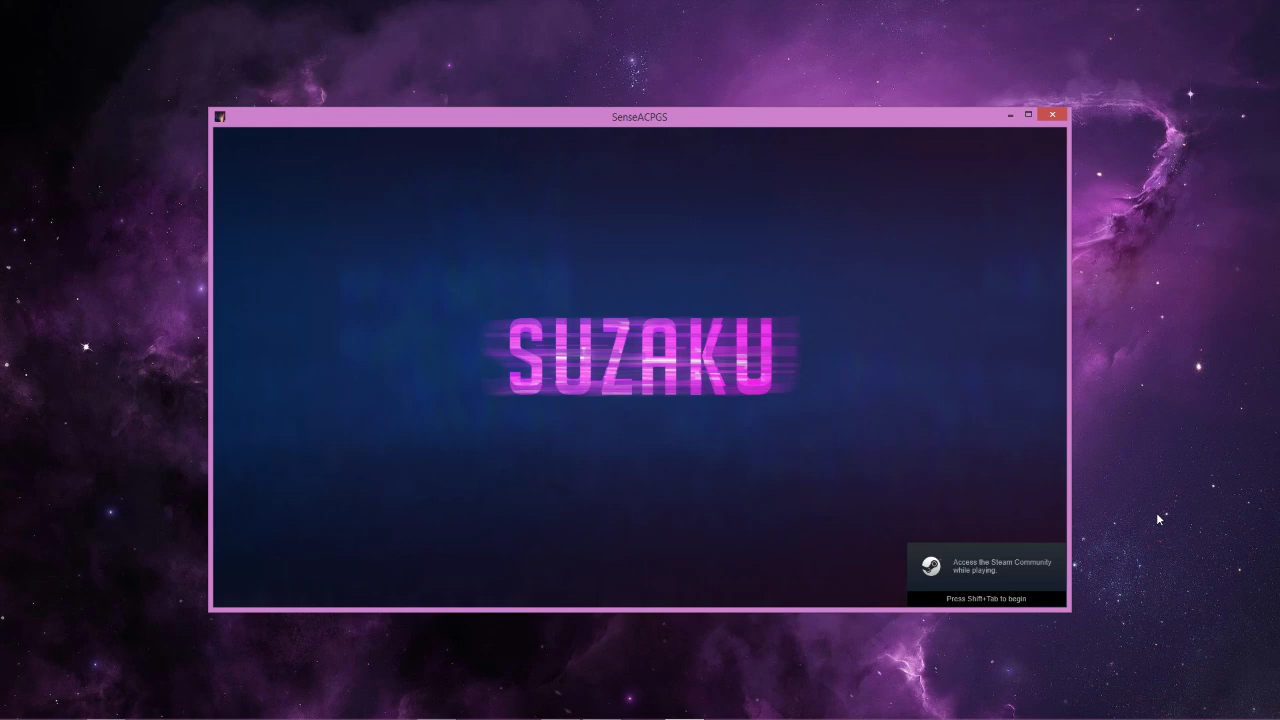 SenseACPGS
SUZAKU
Access the Steam Community
while playing.
Press Shift+Tab to begin